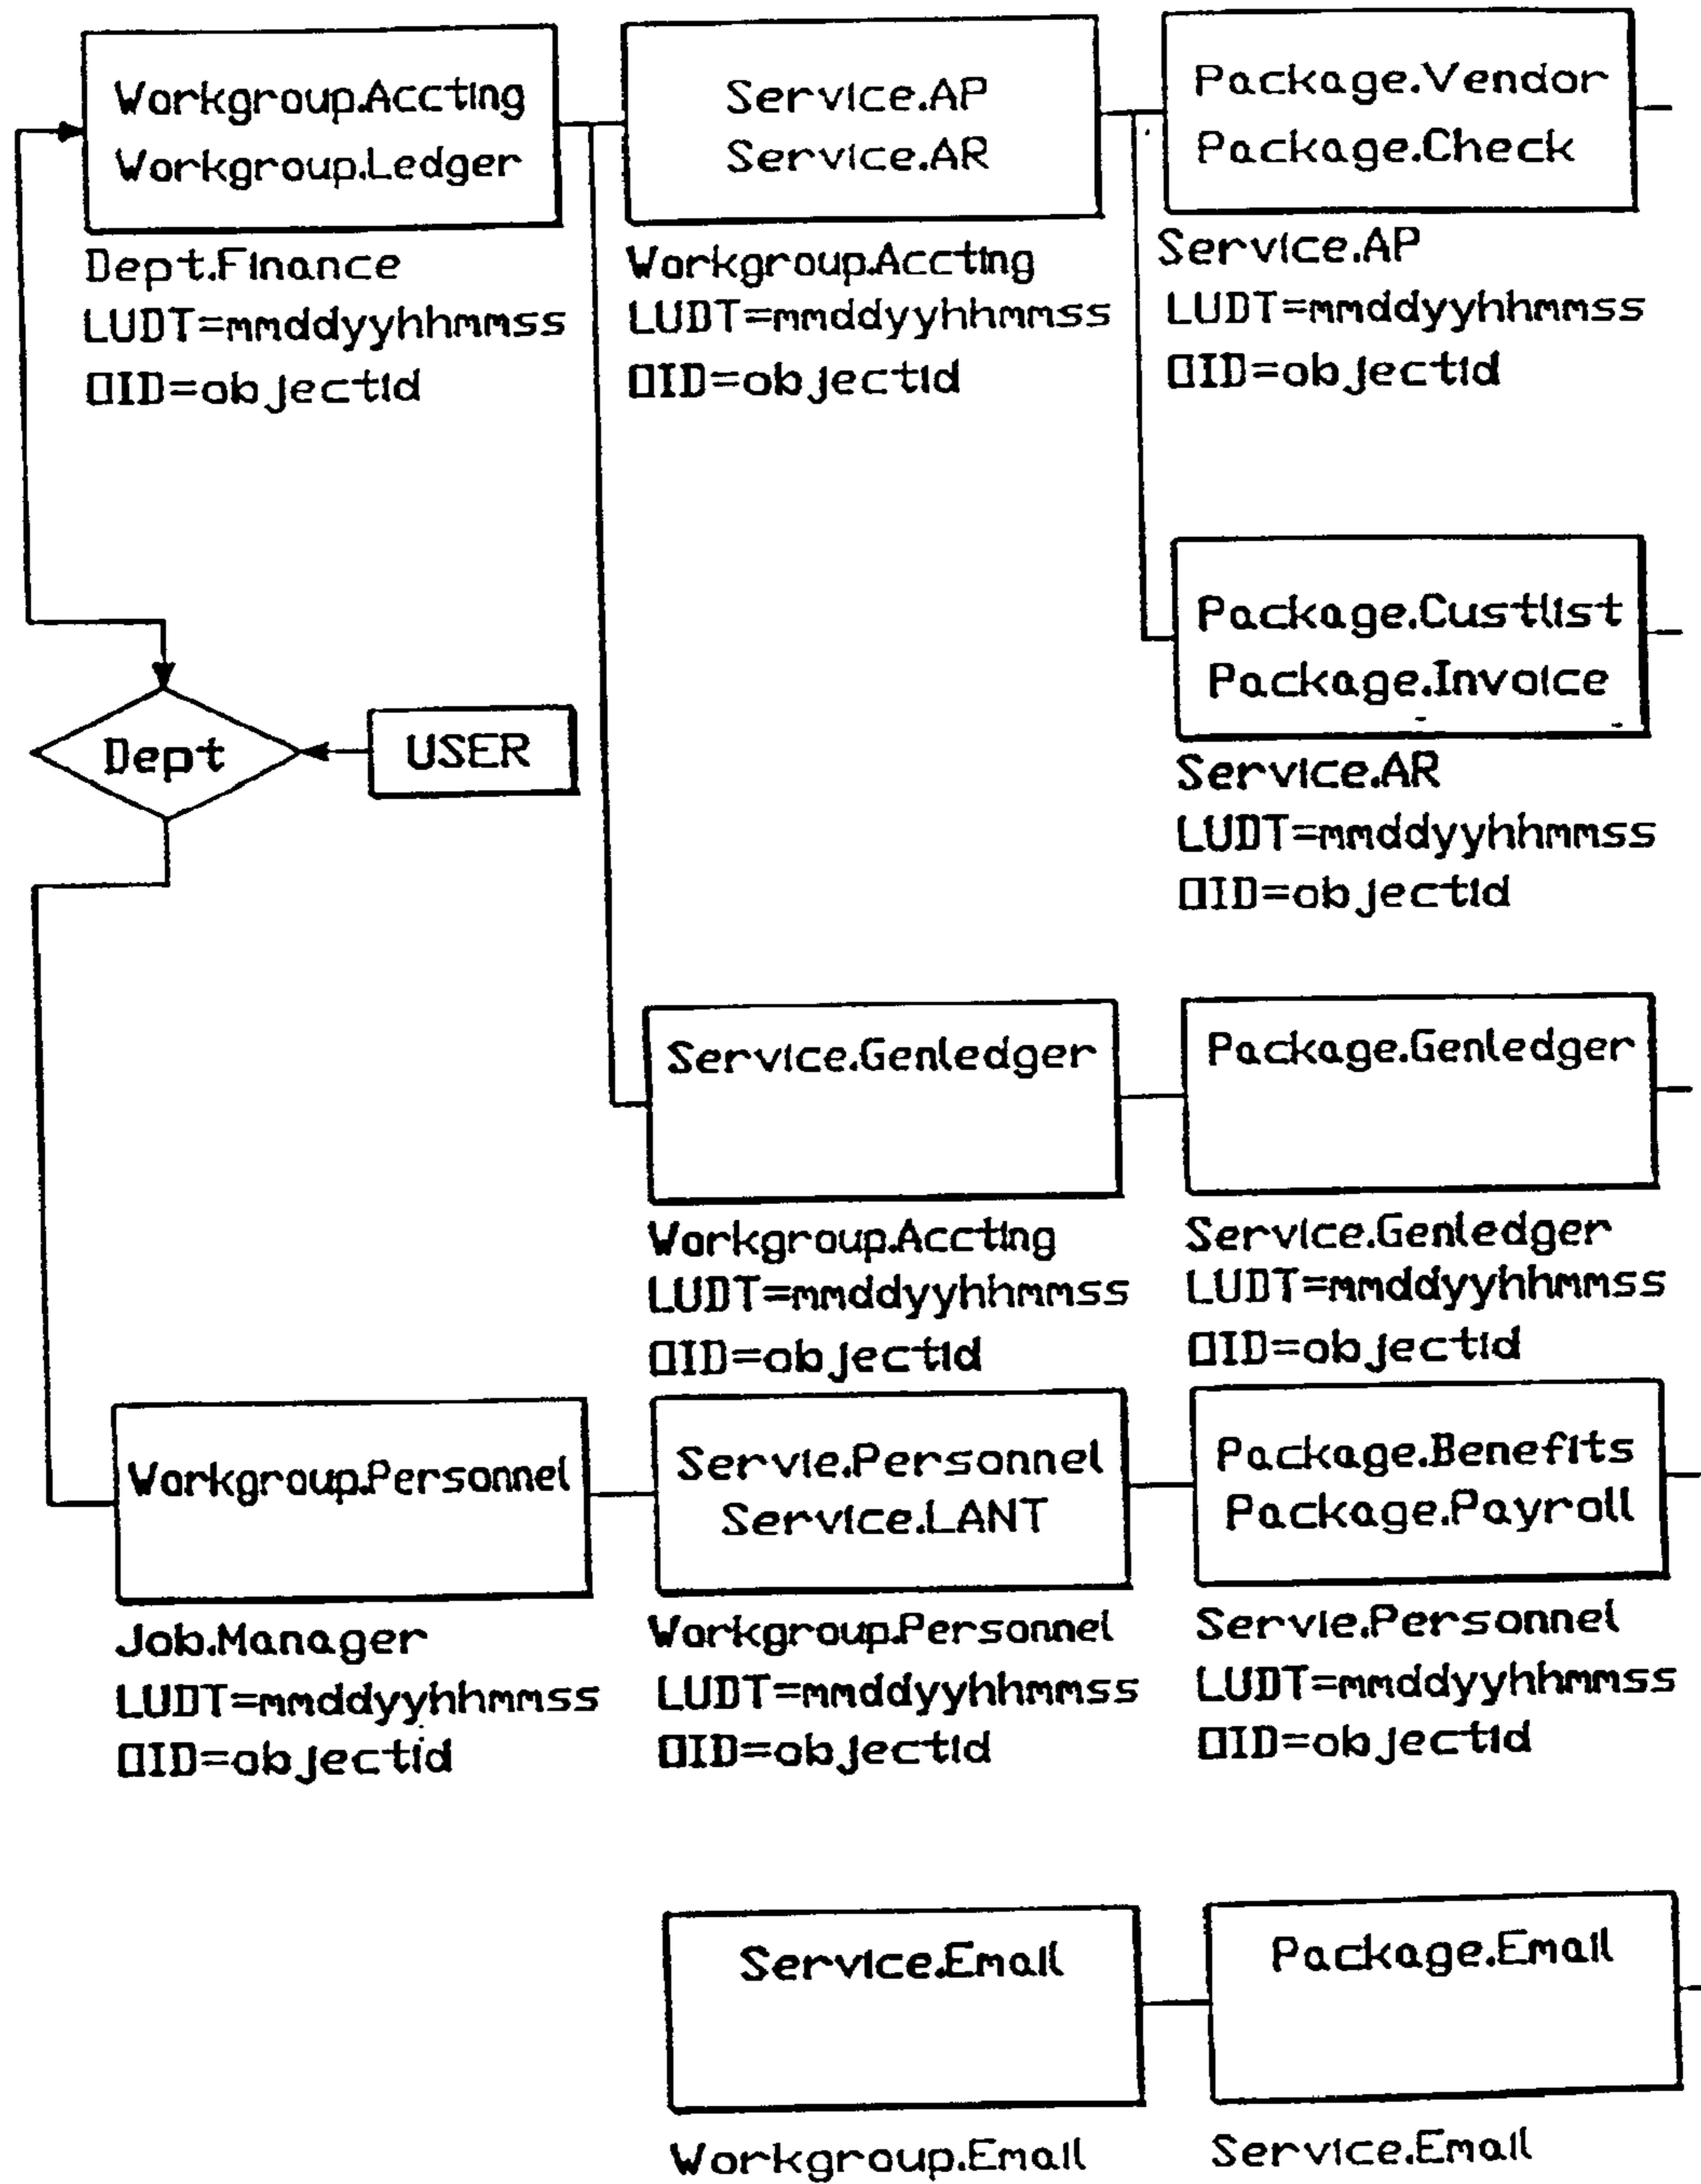 Workgroup.Accting
Workgroup.Ledger
Dept.Finance
LUDT=mmddyyhhmmss
OID=objectid
Service.AP
Service.AR
Workgroup.Accting
LUDT=mmddyyhhmmss
OID=objectid
Package.Vendor
Package.Check
Service.AP
LUDT=mmddyyhhmmss
OID=objectid
Package.Custlist
Package.Invoice
Service.AR
LUDT=mmddyyhhmmss
OID=objectid
Dept
USER
Service.Genledger
Workgroup.Accting
LUDT=mmddyyhhmmss
OID=objectid
Package.Genledger
Service.Genledger
LUDT=mmddyyhhmmss
OID=objectid
Workgroup.Personnel
Job.Manager
LUDT=mmddyyhhmmss
OID=objectid
Servie.Personnel
Service.LANT
Workgroup.Personnel
LUDT=mmddyyhhmmss
OID=objectid
Package.Benefits
Package.Payroll
Servie.Personnel
LUDT=mmddyyhhmmss
OID=objectid
Service.Email
Workgroup.Email
Package.Email
Service.Email